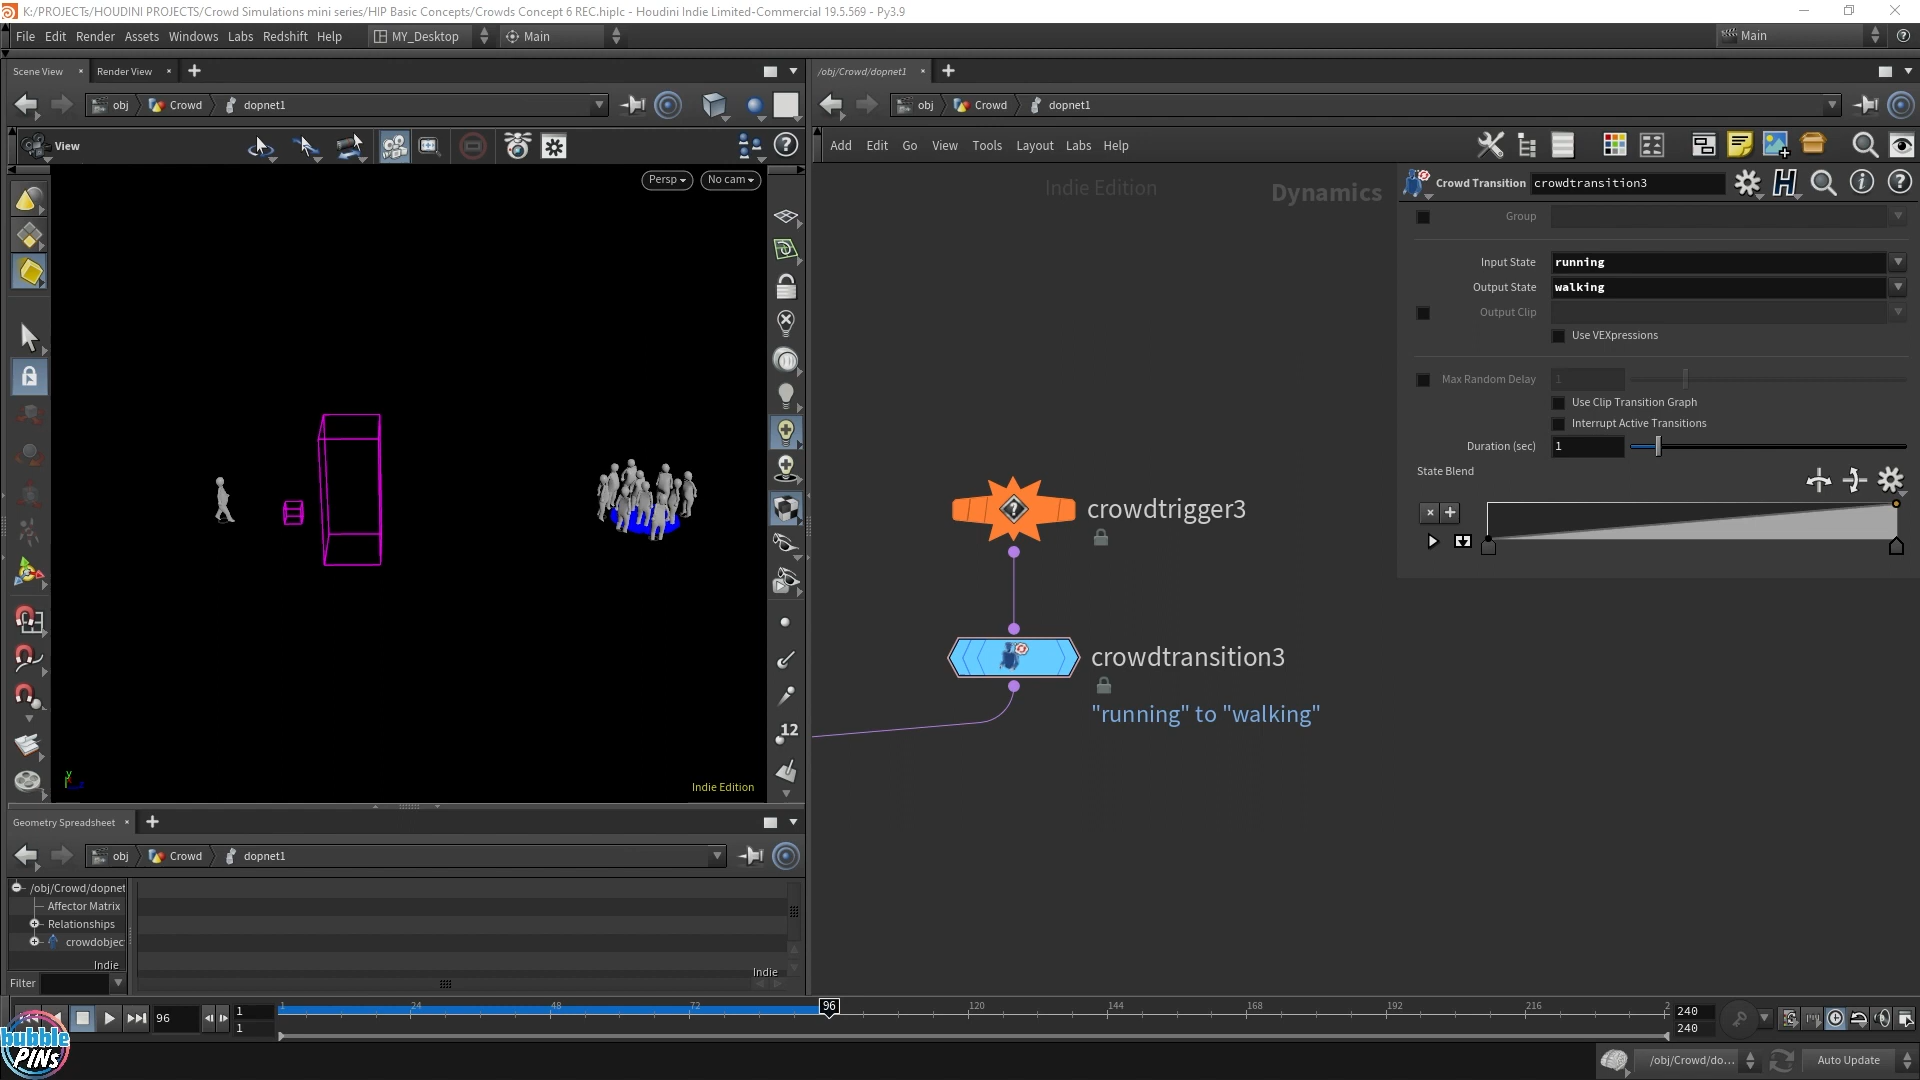 K:/PROJECTs/HOUDINI PROJECTS/Crowd Simulations mini series/HIP Basic Concepts/Crowds Concept 6 REC.hiplc - Houdini Indie Limited-Commercial 19.5.569 - Py3.9
File Edit Render Assets Windows Labs Redshift Help MY_Desktop Main Main
Scene View Render View /obj/Crowd/dopnet1
obj Crowd dopnet1 obj Crowd dopnet1
View Add Edit Go View Tools Layout Labs Help
Persp No cam
Indie Edition Dynamics
Crowd Transition crowdtransition3
Group
Input State running
Output State walking
Output Clip
Use VEXpressions
Max Random Delay 1
Use Clip Transition Graph
Interrupt Active Transitions
Duration (sec) 1
State Blend
crowdtrigger3
crowdtransition3
"running" to "walking"
12
y
Indie Edition
Geometry Spreadsheet
obj Crowd dopnet1
/obj/Crowd/dopnet
Affector Matrix
Relationships
crowdobjec
Indie
Indie
Filter
96 1 1 1 24 48 72 96 120 144 168 192 216 2 240 240
bubble
PiNs
/obj/Crowd/do... Auto Update